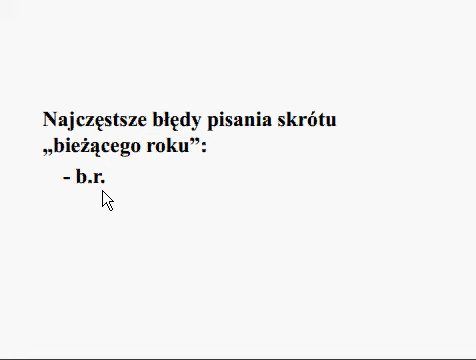 Najczęstsze błędy pisania skrótu
„bieżącego roku”:
- b.r.